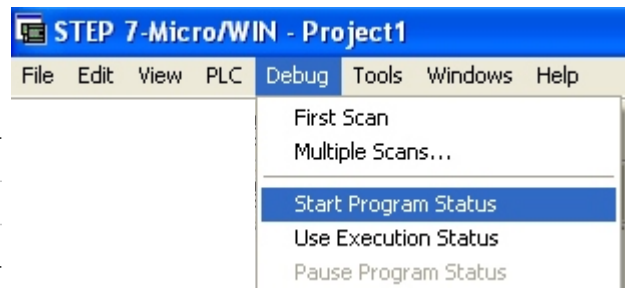 STEP 7-Micro/WIN - Project1
File Edit View PLC Debug Tools Windows Help
First Scan
Multiple Scans...
Start Program Status
Use Execution Status
Pause Program Status